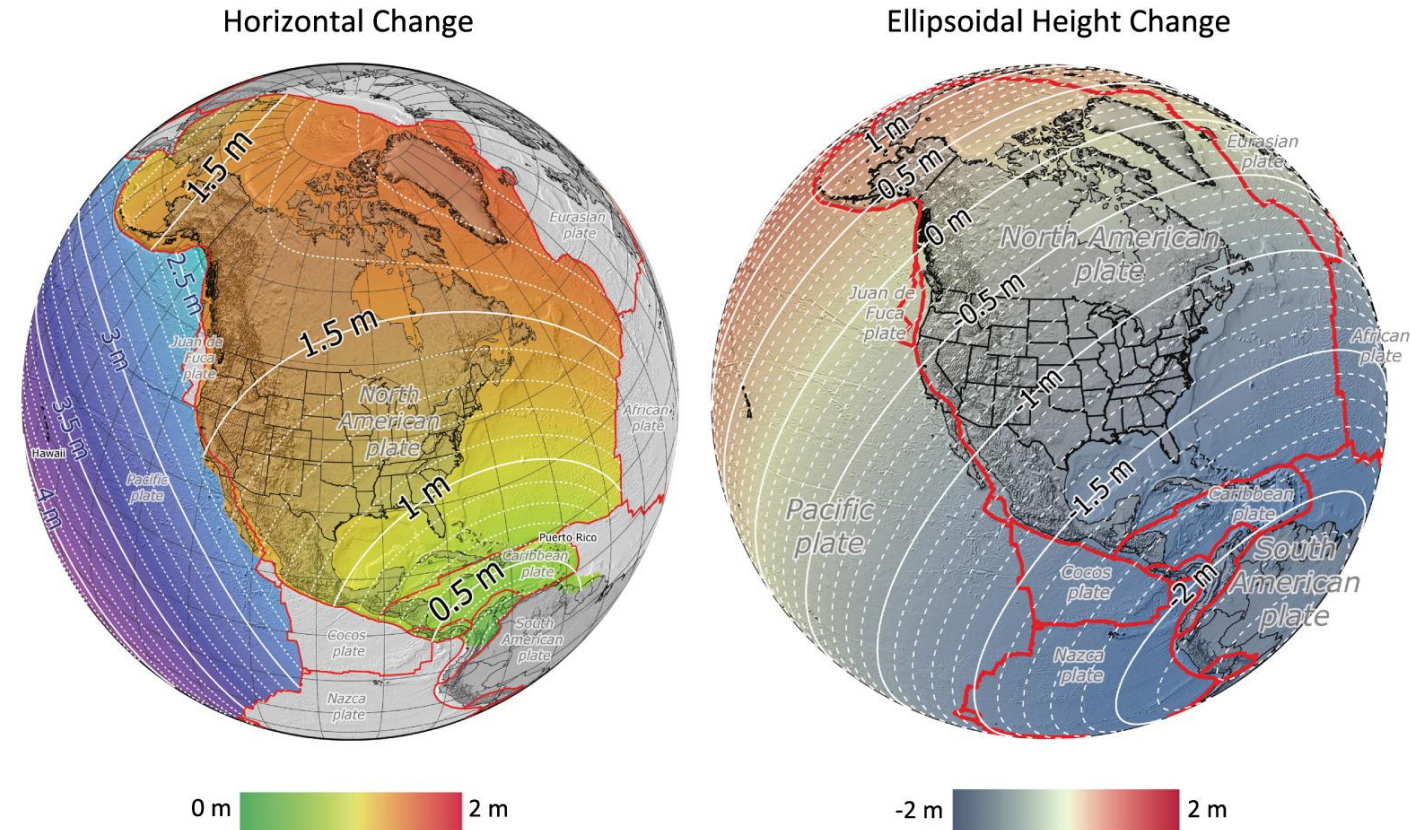 Horizontal Change
1.5 m
2.5 m
3 m
3.5 m
4 m
Juan de
Fuca
plate
Hawaii
Pacific
plate
1.5 m
North
American
plate
1 m
0.5 m
Eurasian
plate
African
plate
Puerto Rico
Caribbean
plate
Cocos
plate
South
American
plate
Nazca
plate
0 m
2 m
Ellipsoidal Height Change
1 m
0.5 m
0 m
-0.5 m
-1 m
-1.5 m
-2 m
Eurasian
plate
North American
plate
Juan de
Fuca
plate
African
plate
Pacific
plate
Caribbean
plate
Cocos
plate
South
American
plate
Nazca
plate
-2 m
2 m